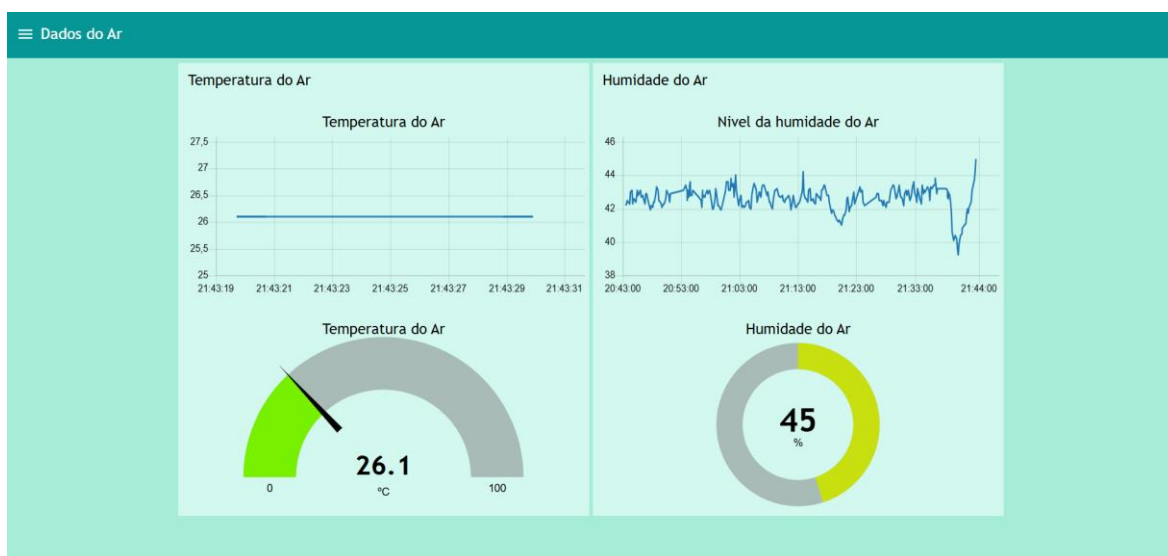 Dados do Ar
Temperatura do Ar
Temperatura do Ar
27,5
27
26,5
26
25,5
25
21:43:19 21:43:21 21:43:23 21:43:25 21:43:27 21:43:29 21:43:31
Temperatura do Ar
26.1
ºC
0 100
Humidade do Ar
Nivel da humidade do Ar
46
44
42
40
38
20:43:00 20:53:00 21:03:00 21:13:00 21:23:00 21:33:00 21:44:00
Humidade do Ar
45
%